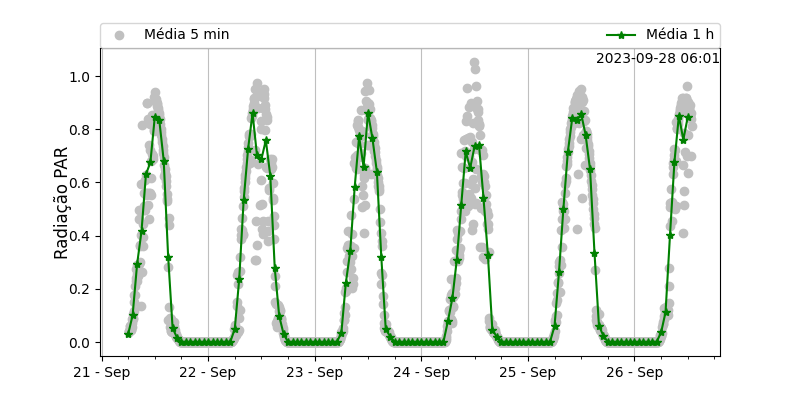 Média 5 min
Média 1 h
2023-09-28 06:01
Radiação PAR
1.0
0.8
0.6
0.4
0.2
0.0
21 - Sep
22 - Sep
23 - Sep
24 - Sep
25 - Sep
26 - Sep